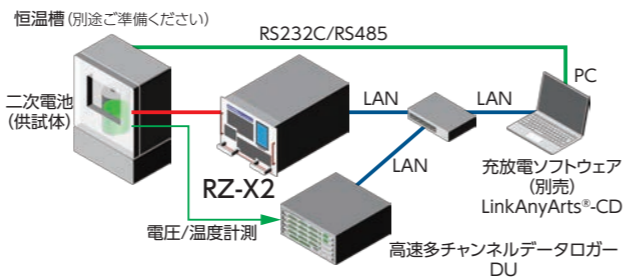 恒温槽(別途ご準備ください)
RS232C/RS485
PC
二次電池
(供試体)
LAN
LAN
RZ-X2
LAN
充放電ソフトウェア
(別売)
LinkAnyArts®-CD
電圧/温度計測
高速多チャンネルデータロガー
DU